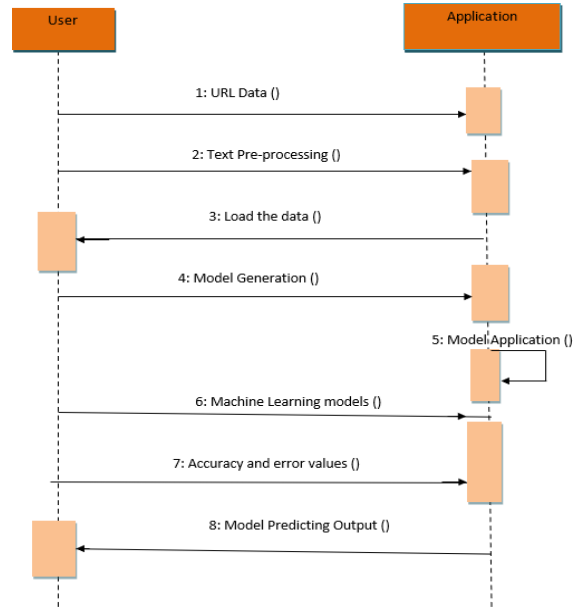 User
Application
1: URL Data ()
2: Text Pre-processing ()
3: Load the data ()
4: Model Generation ()
5: Model Application ()
6: Machine Learning models ()
7: Accuracy and error values ()
8: Model Predicting Output ()